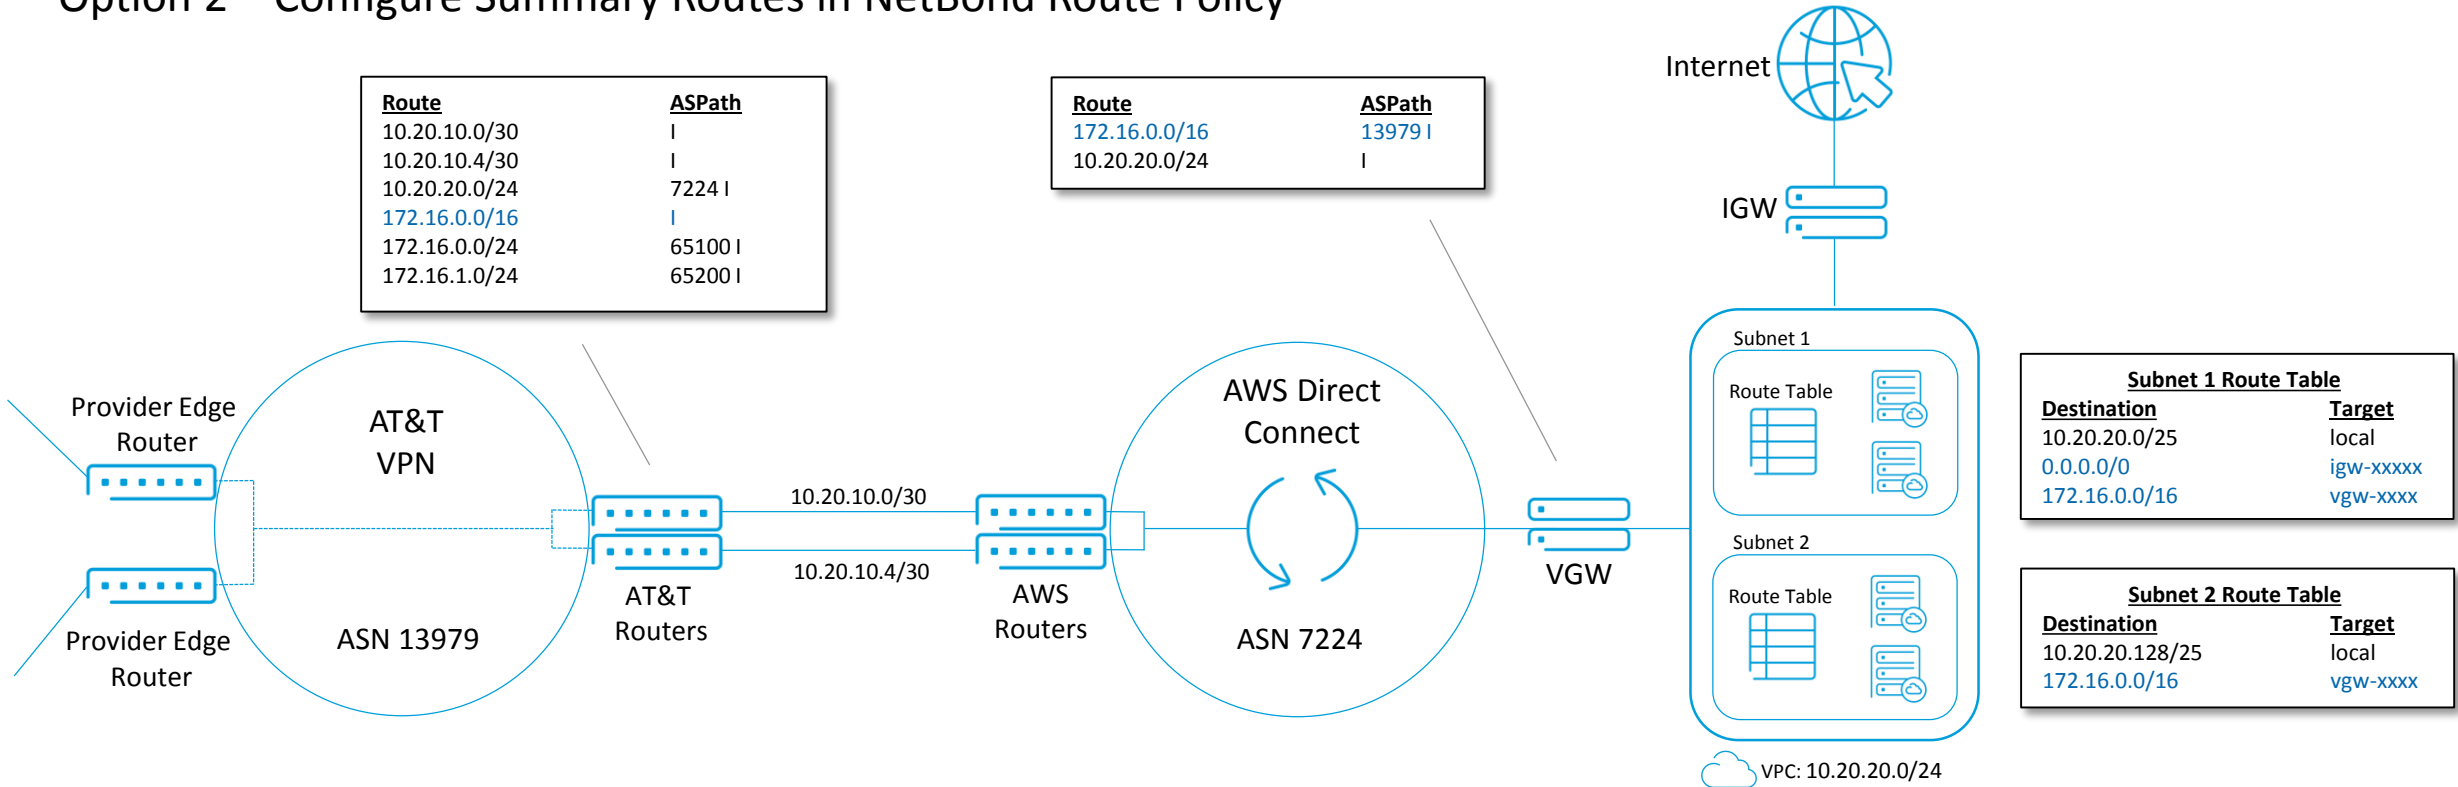 Option 2 – Configure Summary Routes in NetBond Route Policy
Internet
Route ASPath
10.20.10.0/30 I
10.20.10.4/30 I
10.20.20.0/24 7224 I
172.16.0.0/16 I
172.16.0.0/24 65100 I
172.16.1.0/24 65200 I
Route ASPath
172.16.0.0/16 13979 I
10.20.20.0/24 I
IGW
Provider Edge
Router
AT&T
VPN
Provider Edge
Router
ASN 13979
AT&T
Routers
10.20.10.0/30
10.20.10.4/30
AWS
Routers
AWS Direct
Connect
ASN 7224
VGW
Subnet 1
Route Table
Subnet 2
Route Table
VPC: 10.20.20.0/24
Subnet 1 Route Table
Destination Target
10.20.20.0/25 local
0.0.0.0/0 igw-xxxxx
172.16.0.0/16 vgw-xxxx
Subnet 2 Route Table
Destination Target
10.20.20.128/25 local
172.16.0.0/16 vgw-xxxx